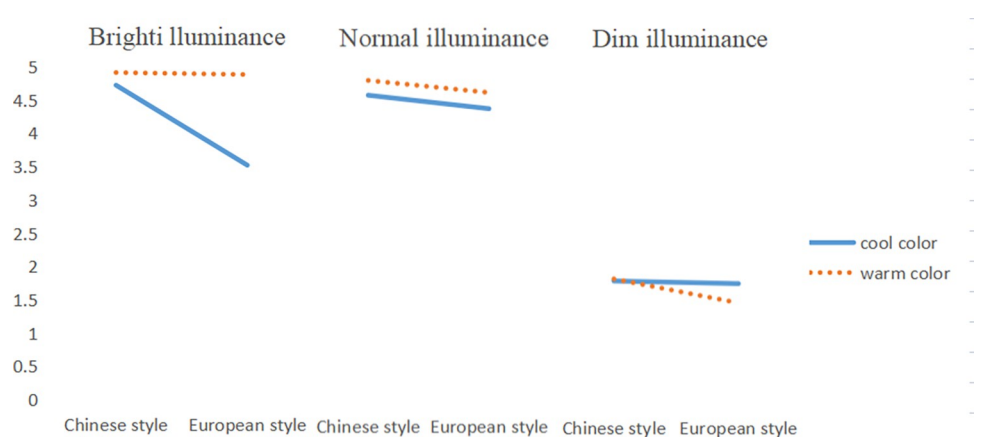 Brighti lluminance
Normal illuminance
Dim illuminance
5
4.5
4
3.5
3
2.5
2
1.5
1
0.5
0
cool color
warm color
Chinese style
European style
Chinese style
European style
Chinese style
European style